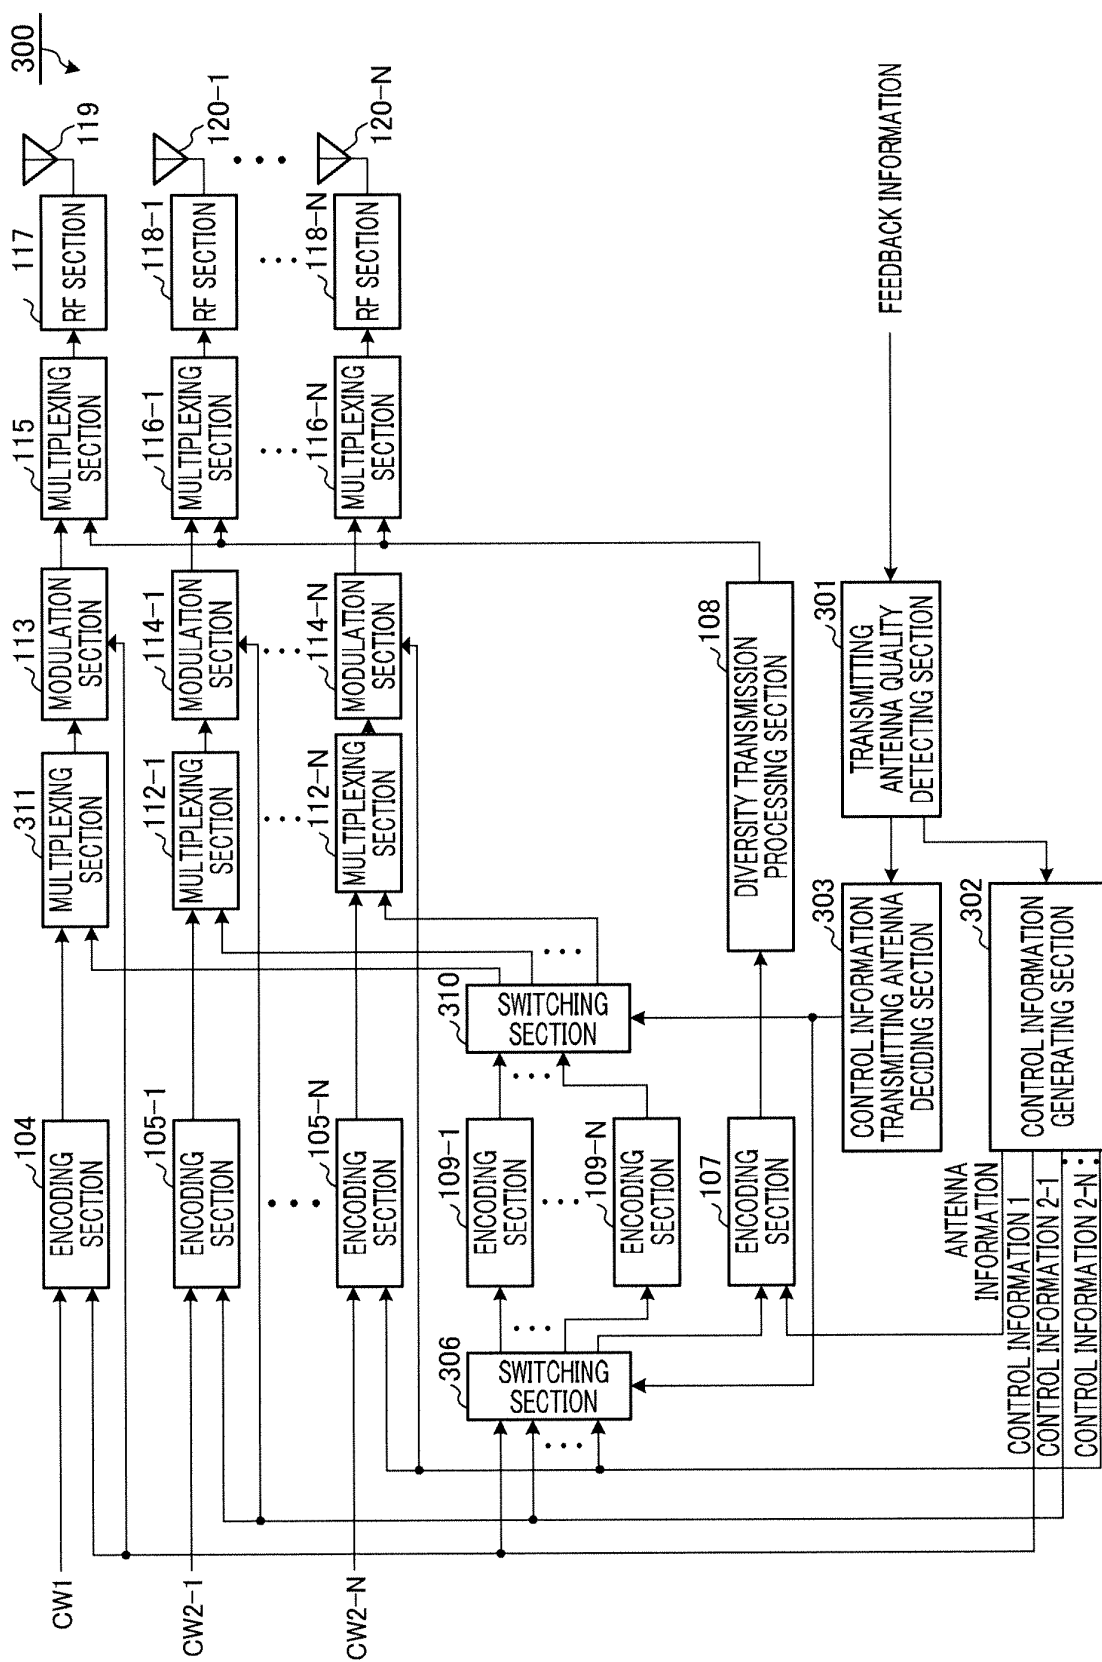 300
CW1
104
ENCODING
SECTION
311
MULTIPLEXING
SECTION
113
MODULATION
SECTION
115
MULTIPLEXING
SECTION
117
RF SECTION
119
CW2-1
105-1
ENCODING
SECTION
112-1
MULTIPLEXING
SECTION
114-1
MODULATION
SECTION
116-1
MULTIPLEXING
SECTION
118-1
RF SECTION
120-1
CW2-N
105-N
ENCODING
SECTION
112-N
MULTIPLEXING
SECTION
114-N
MODULATION
SECTION
116-N
MULTIPLEXING
SECTION
118-N
RF SECTION
120-N
306
SWITCHING
SECTION
109-1
ENCODING
SECTION
109-N
ENCODING
SECTION
310
SWITCHING
SECTION
107
ENCODING
SECTION
108
DIVERSITY TRANSMISSION
PROCESSING SECTION
303
CONTROL INFORMATION
TRANSMITTING ANTENNA
DECIDING SECTION
301
TRANSMITTING
ANTENNA QUALITY
DETECTING SECTION
FEEDBACK INFORMATION
302
CONTROL INFORMATION
GENERATING SECTION
ANTENNA
INFORMATION
CONTROL INFORMATION 1
CONTROL INFORMATION 2-1
CONTROL INFORMATION 2-N